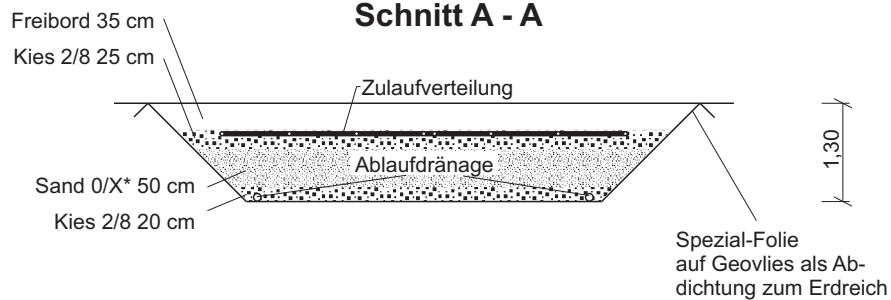 Schnitt A - A
Freibord 35 cm
Kies 2/8 25 cm
Zulaufverteilung
Ablaufdränage
Sand 0/X* 50 cm
Kies 2/8 20 cm
1,30
Spezial-Folie
auf Geovlies als Ab-
dichtung zum Erdreich